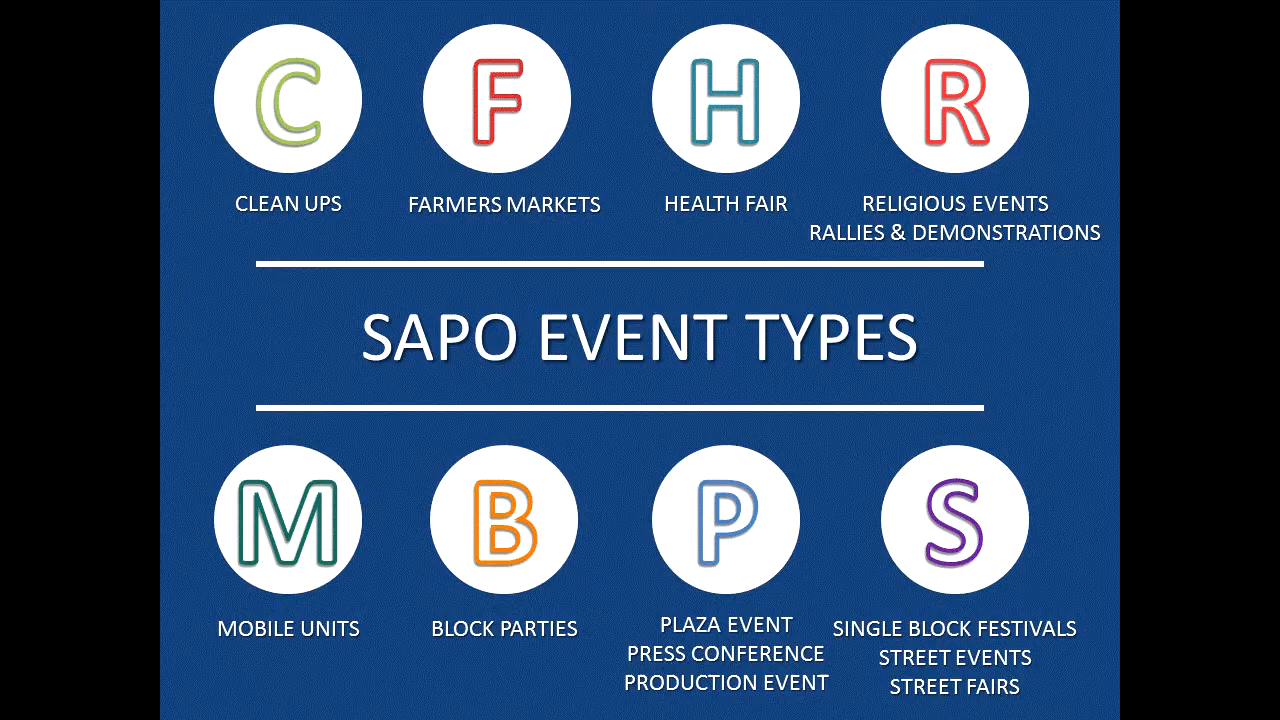 C
F
H
R
CLEAN UPS
FARMERS MARKETS
HEALTH FAIR
RELIGIOUS EVENTS
RALLIES & DEMONSTRATIONS
SAPO EVENT TYPES
M
B
P
S
MOBILE UNITS
BLOCK PARTIES
PLAZA EVENT
PRESS CONFERENCE
PRODUCTION EVENT
SINGLE BLOCK FESTIVALS
STREET EVENTS
STREET FAIRS